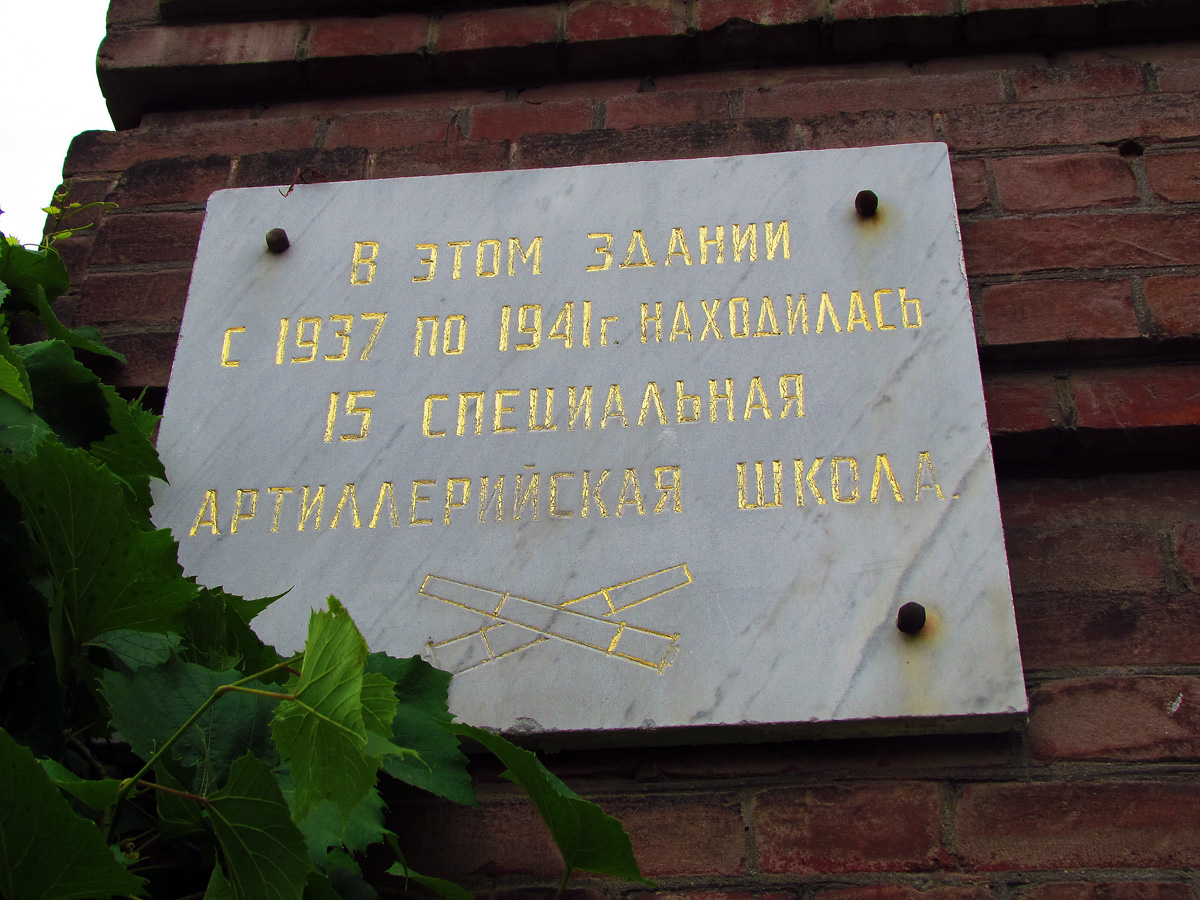 В ЭТОМ ЗДАНИИ
С 1937 ПО 1941г. НАХОДИЛАСЬ
15 СПЕЦИАЛЬНАЯ
АРТИЛЛЕРИЙСКАЯ ШКОЛА.